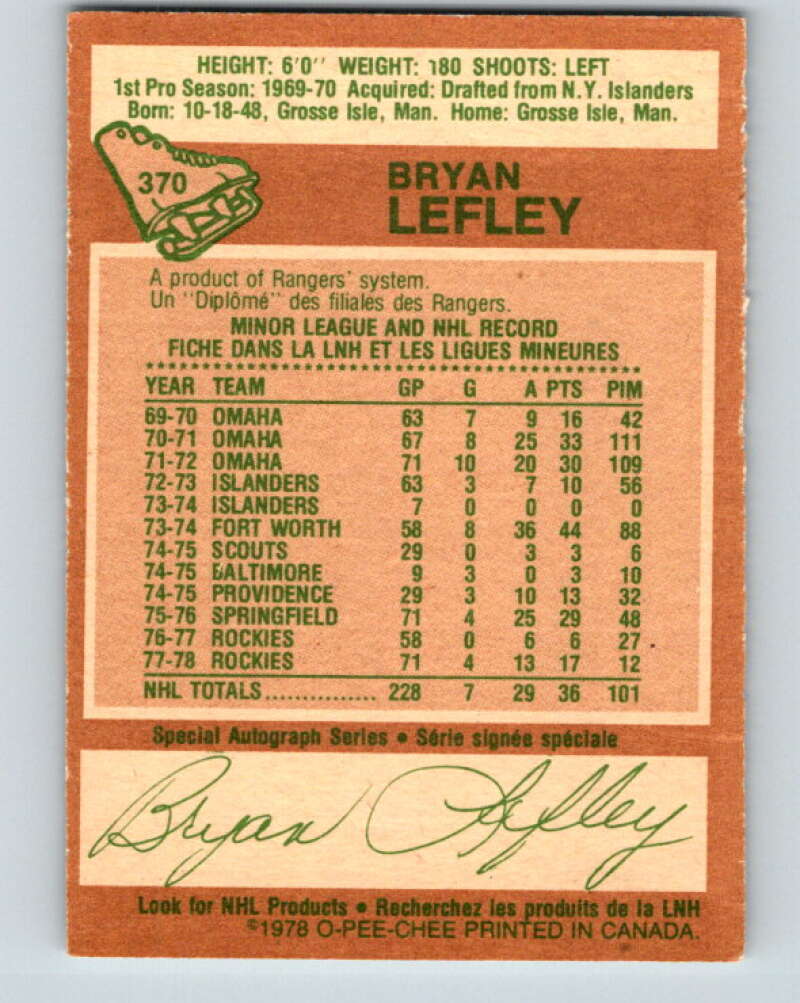 HEIGHT: 6'0" WEIGHT: 180 SHOOTS: LEFT
1st Pro Season: 1969-70 Acquired: Drafted from N.Y. Islanders
Born: 10-18-48, Grosse Isle, Man. Home: Grosse Isle, Man.
370
BRYAN
LEFLEY
A product of Rangers' system.
Un "Diplômé" des filiales des Rangers.
MINOR LEAGUE AND NHL RECORD
FICHE DANS LA LNH ET LES LIGUES MINEURES
YEAR TEAM GP G A PTS PIM
69-70 OMAHA 63 7 9 16 42
70-71 OMAHA 67 8 25 33 111
71-72 OMAHA 71 10 20 30 109
72-73 ISLANDERS 63 3 7 10 56
73-74 ISLANDERS 7 0 0 0 0
73-74 FORT WORTH 58 8 36 44 88
74-75 SCOUTS 29 0 3 3 6
74-75 BALTIMORE 9 3 0 3 10
74-75 PROVIDENCE 29 3 10 13 32
75-76 SPRINGFIELD 71 4 25 29 48
76-77 ROCKIES 58 0 6 6 27
77-78 ROCKIES 71 4 13 17 12
NHL TOTALS............... 228 7 29 36 101
Special Autograph Series • Série signée spéciale
Bryan Lefley
Look for NHL Products • Recherchez les produits de la LNH
©1978 O-PEE-CHEE PRINTED IN CANADA.